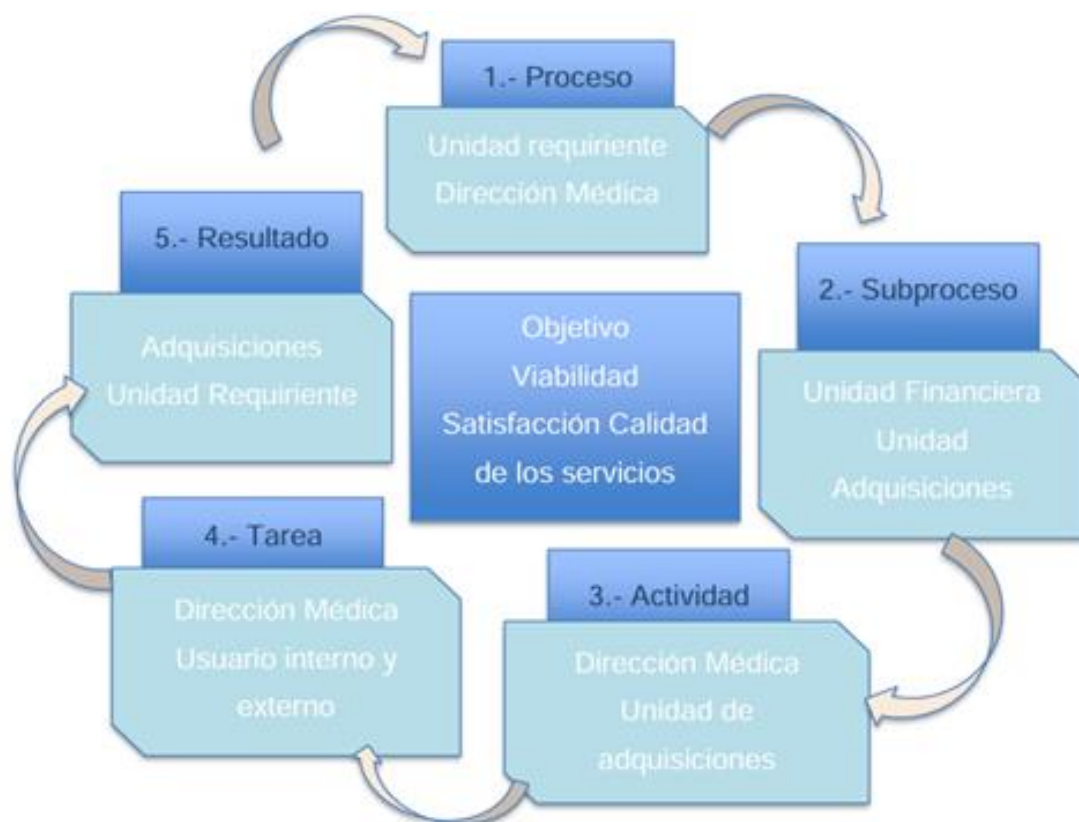 1.- Proceso
Unidad requiriente
Dirección Médica
2.- Subproceso
Unidad Financiera
Unidad
Adquisiciones
3.- Actividad
Dirección Médica
Unidad de
adquisiciones
4.- Tarea
Dirección Médica
Usuario interno y
externo
5.- Resultado
Adquisiciones
Unidad Requiriente
Objetivo
Viabilidad
Satisfacción Calidad
de los servicios